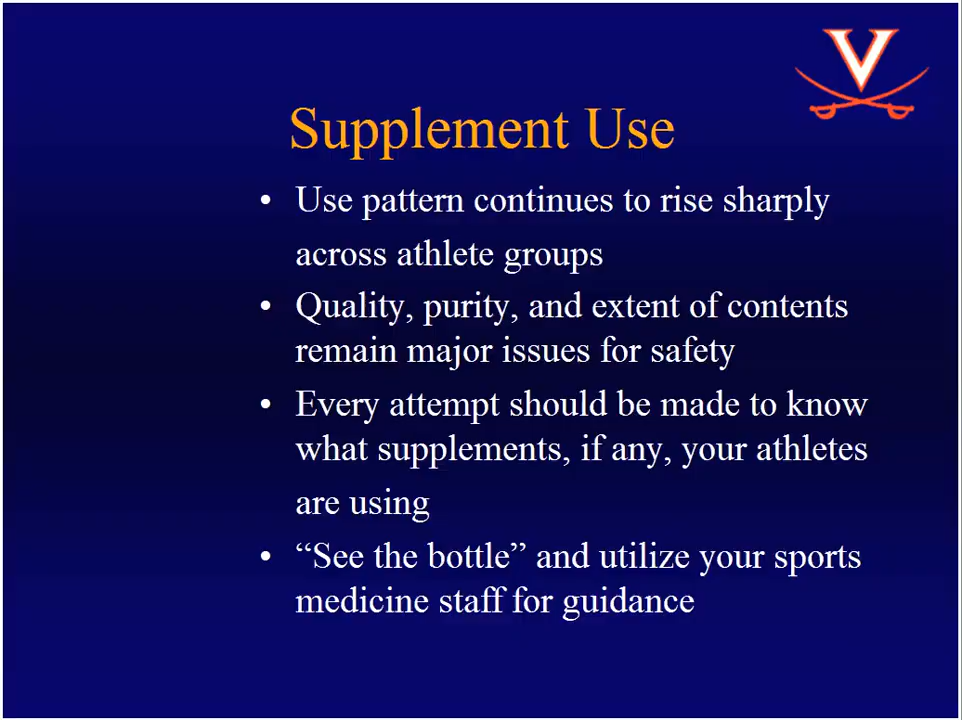 V
Supplement Use
• Use pattern continues to rise sharply
across athlete groups
• Quality, purity, and extent of contents
remain major issues for safety
• Every attempt should be made to know
what supplements, if any, your athletes
are using
• “See the bottle” and utilize your sports
medicine staff for guidance